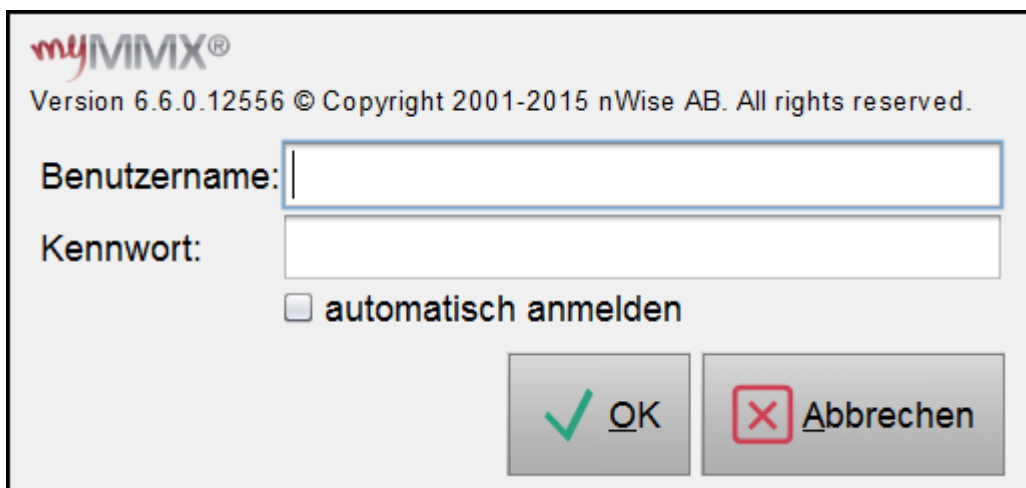 myMMX®
Version 6.6.0.12556 © Copyright 2001-2015 nWise AB. All rights reserved.
Benutzername:
Kennwort:
automatisch anmelden
OK Abbrechen